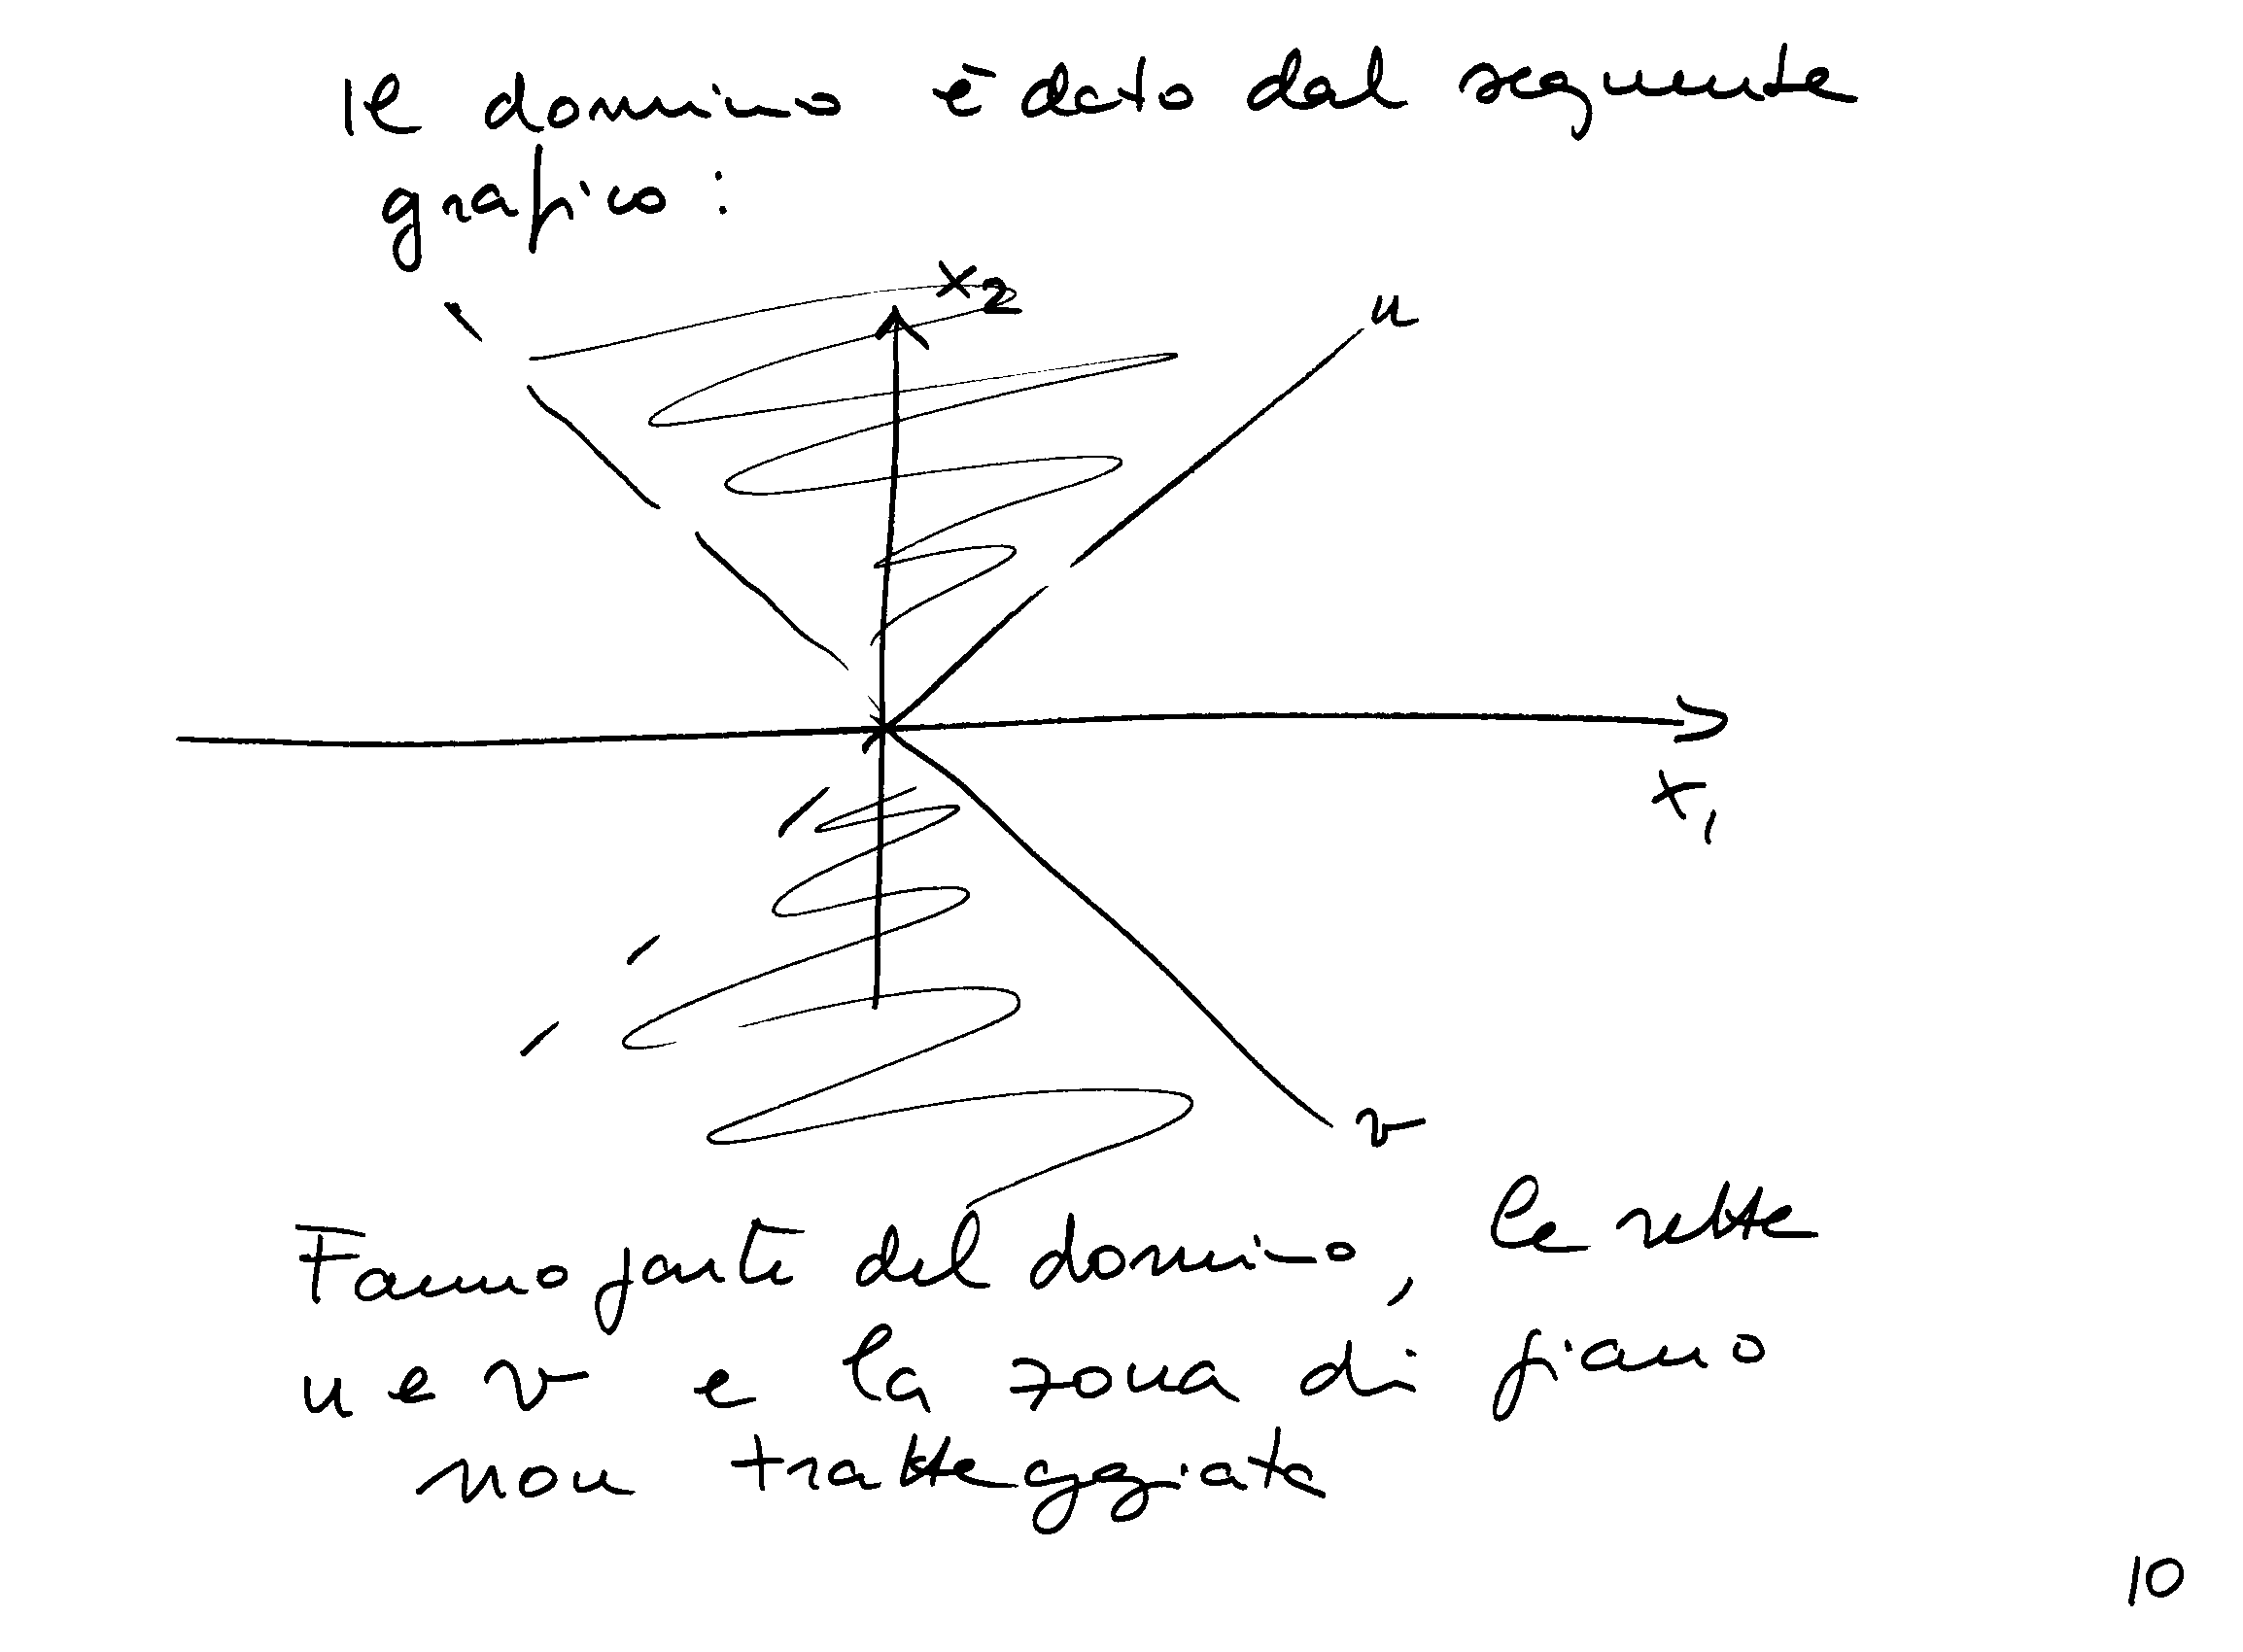 Il dominio è dato dal seguente
grafico :
x2
u
x1
v
Fanno parte del dominio, le rette
u e v e la zona di piano
non tratteggiata
10